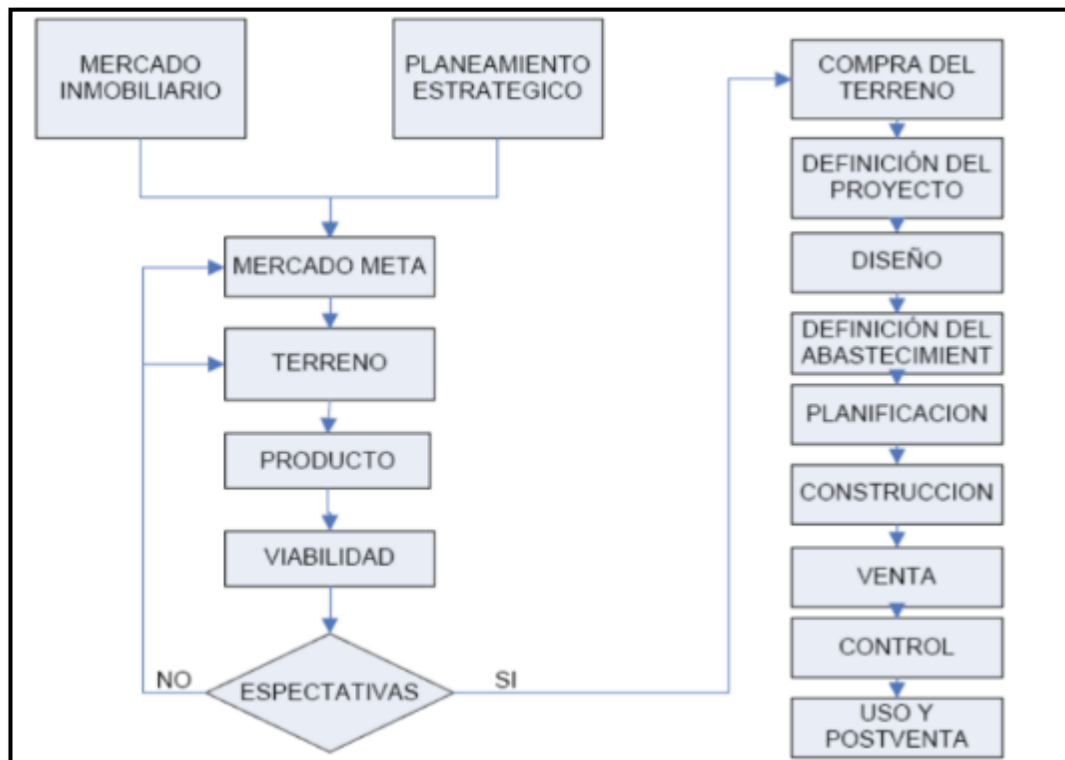 MERCADO
INMOBILIARIO
PLANEAMIENTO
ESTRATEGICO
MERCADO META
TERRENO
PRODUCTO
VIABILIDAD
NO
ESPECTATIVAS
SI
COMPRA DEL
TERRENO
DEFINICIÓN DEL
PROYECTO
DISEÑO
DEFINICIÓN DEL
ABASTECIMIENT
PLANIFICACION
CONSTRUCCION
VENTA
CONTROL
USO Y
POSTVENTA